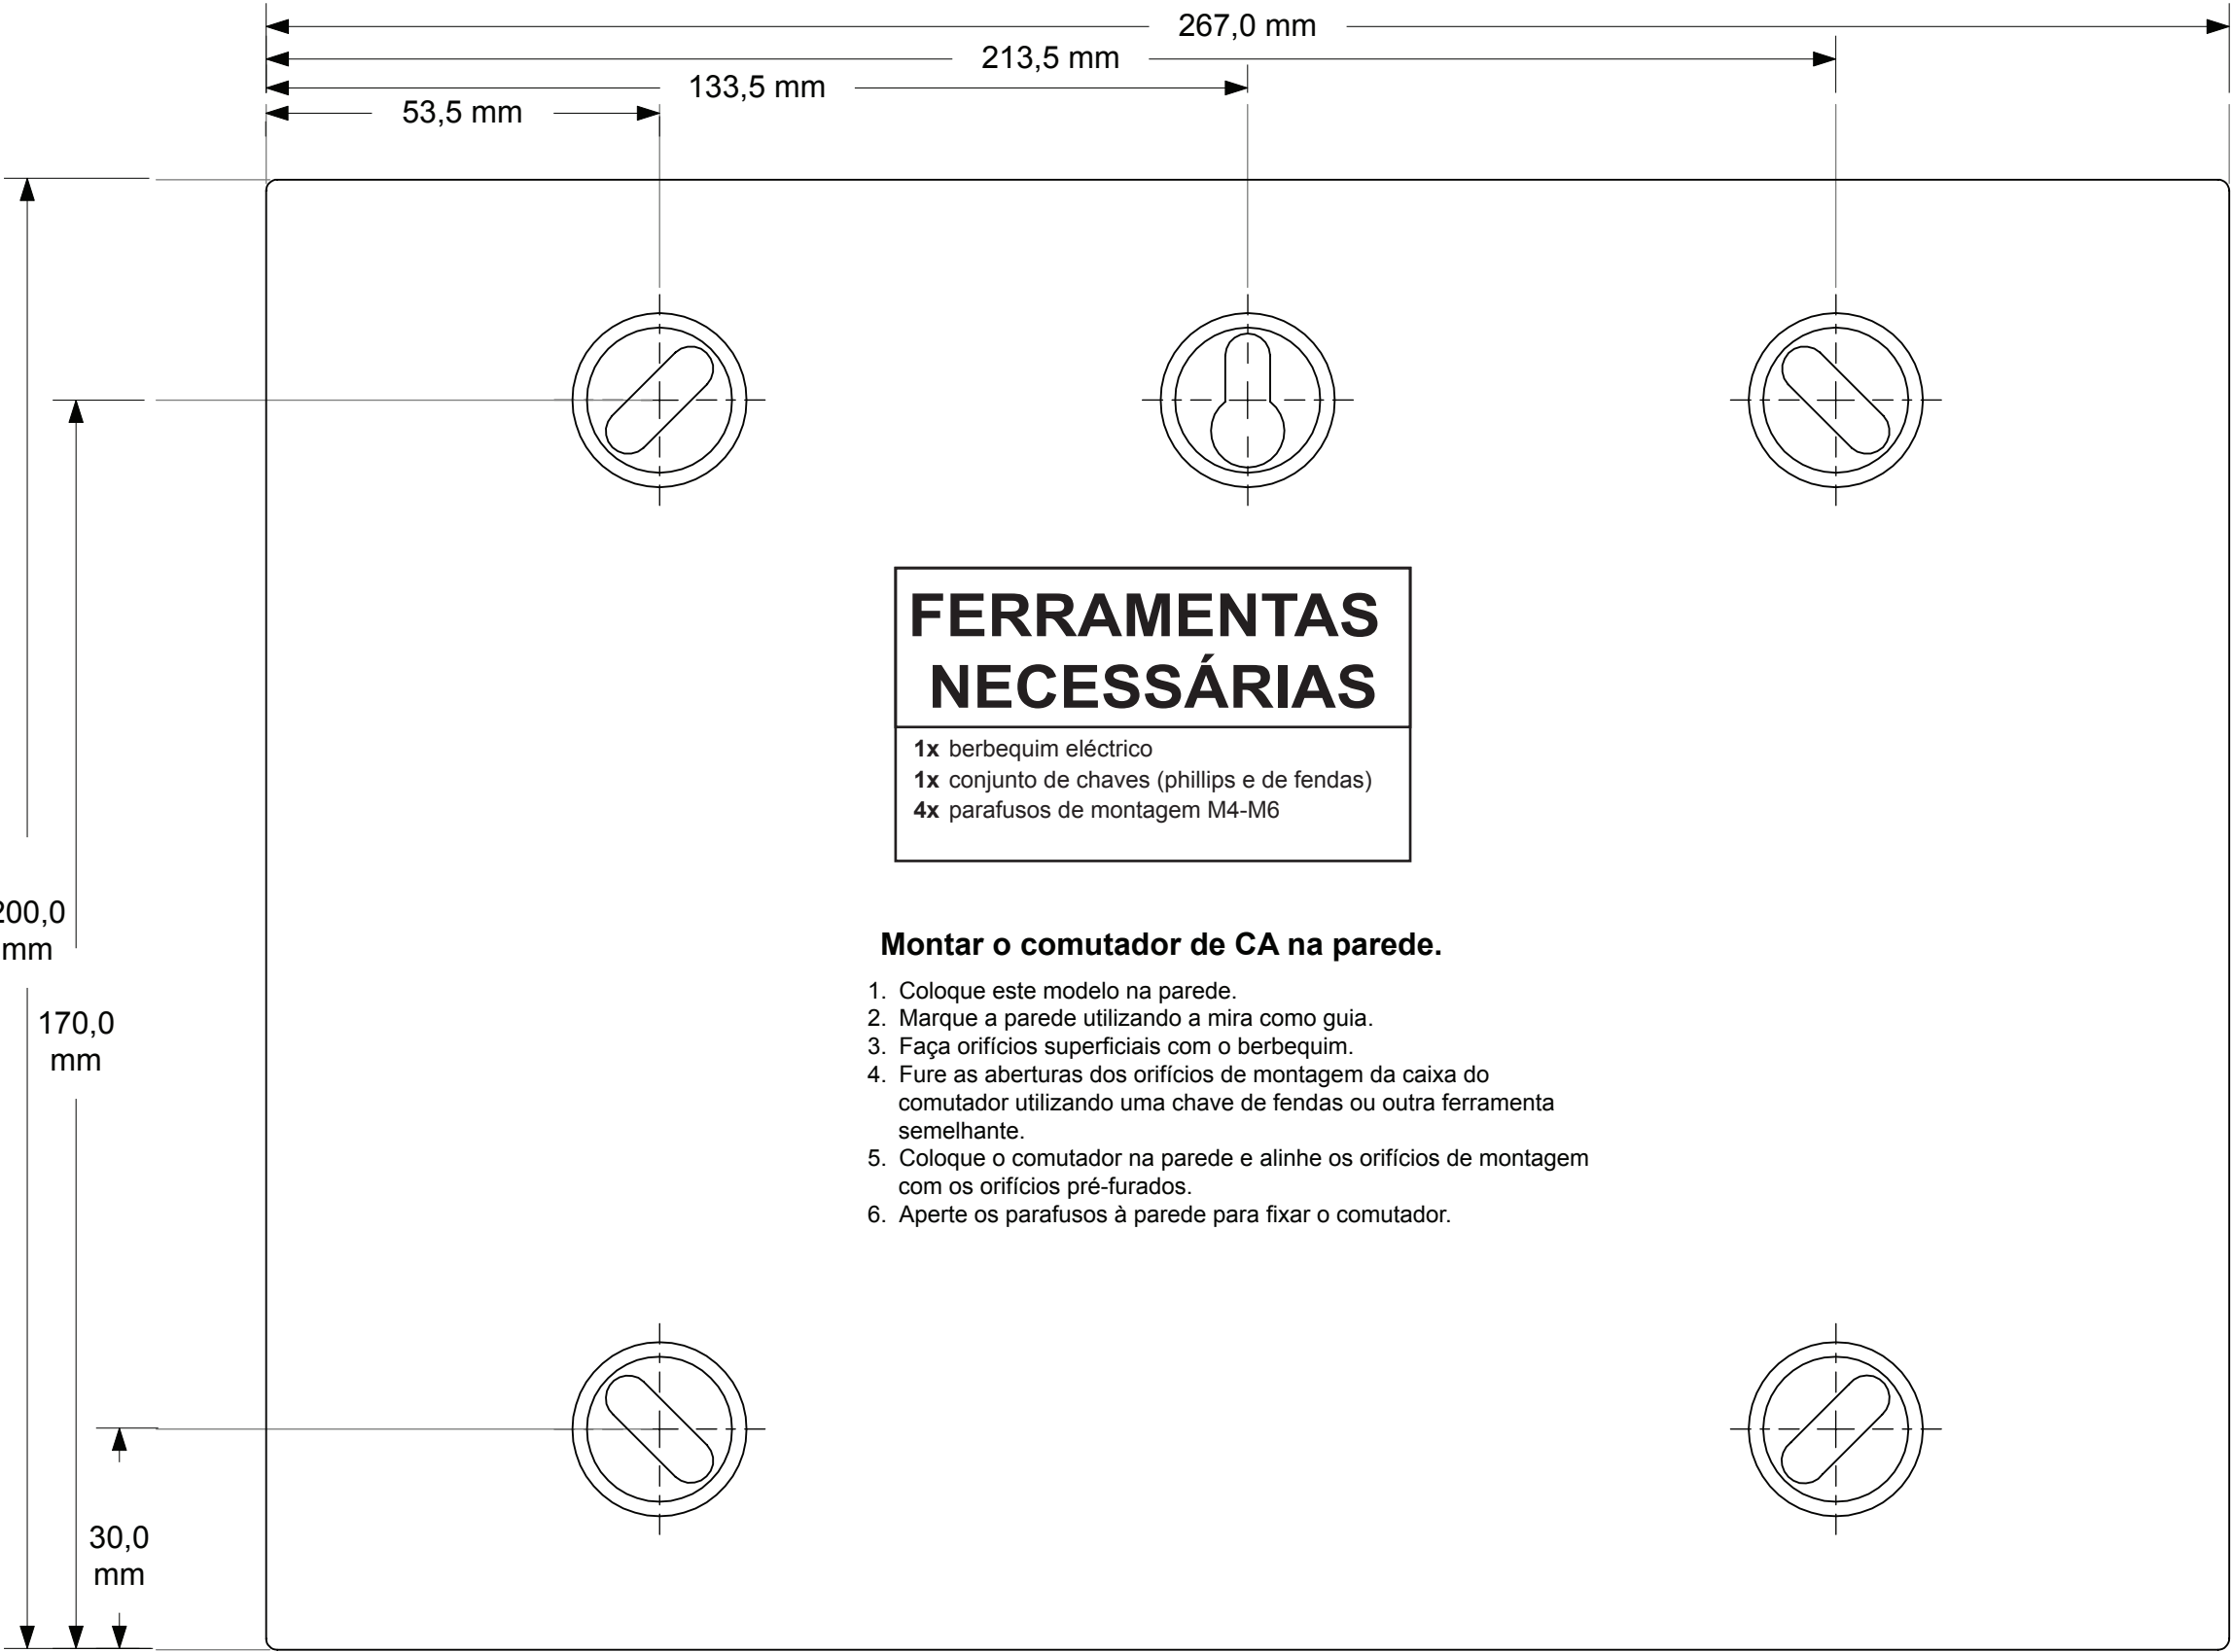 267,0 mm
213,5 mm
133,5 mm
53,5 mm
FERRAMENTAS
NECESSÁRIAS
1x berbequim eléctrico
1x conjunto de chaves (phillips e de fendas)
4x parafusos de montagem M4-M6
200,0
mm
Montar o comutador de CA na parede.
1. Coloque este modelo na parede.
2. Marque a parede utilizando a mira como guia.
3. Faça orifícios superficiais com o berbequim.
4. Fure as aberturas dos orifícios de montagem da caixa do
comutador utilizando uma chave de fendas ou outra ferramenta
semelhante.
5. Coloque o comutador na parede e alinhe os orifícios de montagem
com os orifícios pré-furados.
6. Aperte os parafusos à parede para fixar o comutador.
170,0
mm
30,0
mm